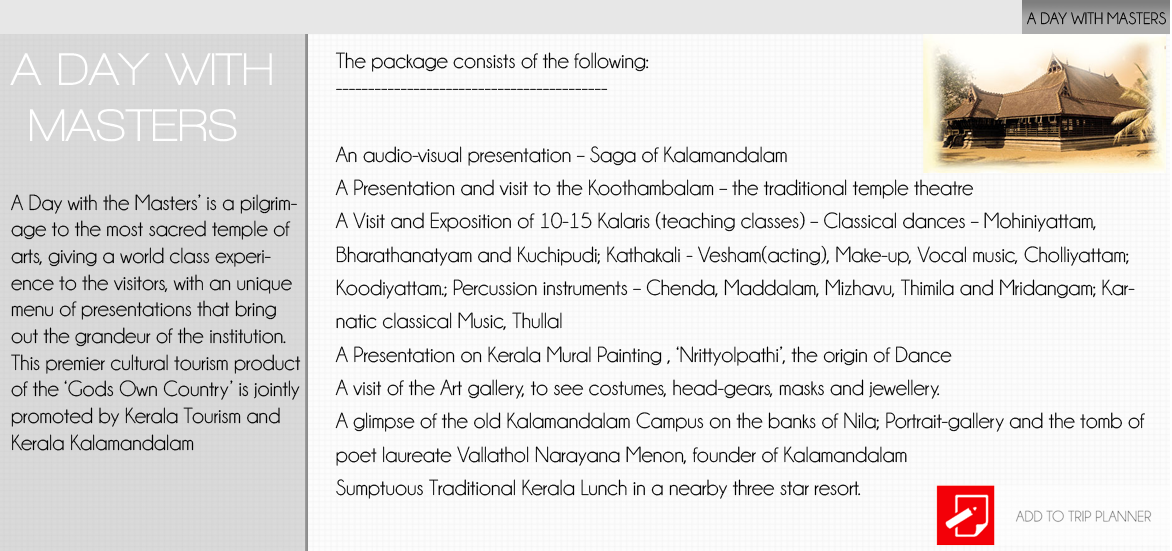 A DAY WITH MASTERS
A DAY WITH
MASTERS
A Day with the Masters’ is a pilgrim-
age to the most sacred temple of
arts, giving a world class experi-
ence to the visitors, with an unique
menu of presentations that bring
out the grandeur of the institution.
This premier cultural tourism product
of the ‘Gods Own Country’ is jointly
promoted by Kerala Tourism and
Kerala Kalamandalam
The package consists of the following:
------------------------------------------
An audio-visual presentation – Saga of Kalamandalam
A Presentation and visit to the Koothambalam – the traditional temple theatre
A Visit and Exposition of 10-15 Kalaris (teaching classes) – Classical dances – Mohiniyattam,
Bharathanatyam and Kuchipudi; Kathakali - Vesham(acting), Make-up, Vocal music, Cholliyattam;
Koodiyattam.; Percussion instruments – Chenda, Maddalam, Mizhavu, Thimila and Mridangam; Kar-
natic classical Music, Thullal
A Presentation on Kerala Mural Painting , ‘Nrittyolpathi’, the origin of Dance
A visit of the Art gallery, to see costumes, head-gears, masks and jewellery.
A glimpse of the old Kalamandalam Campus on the banks of Nila; Portrait-gallery and the tomb of
poet laureate Vallathol Narayana Menon, founder of Kalamandalam
Sumptuous Traditional Kerala Lunch in a nearby three star resort.
ADD TO TRIP PLANNER